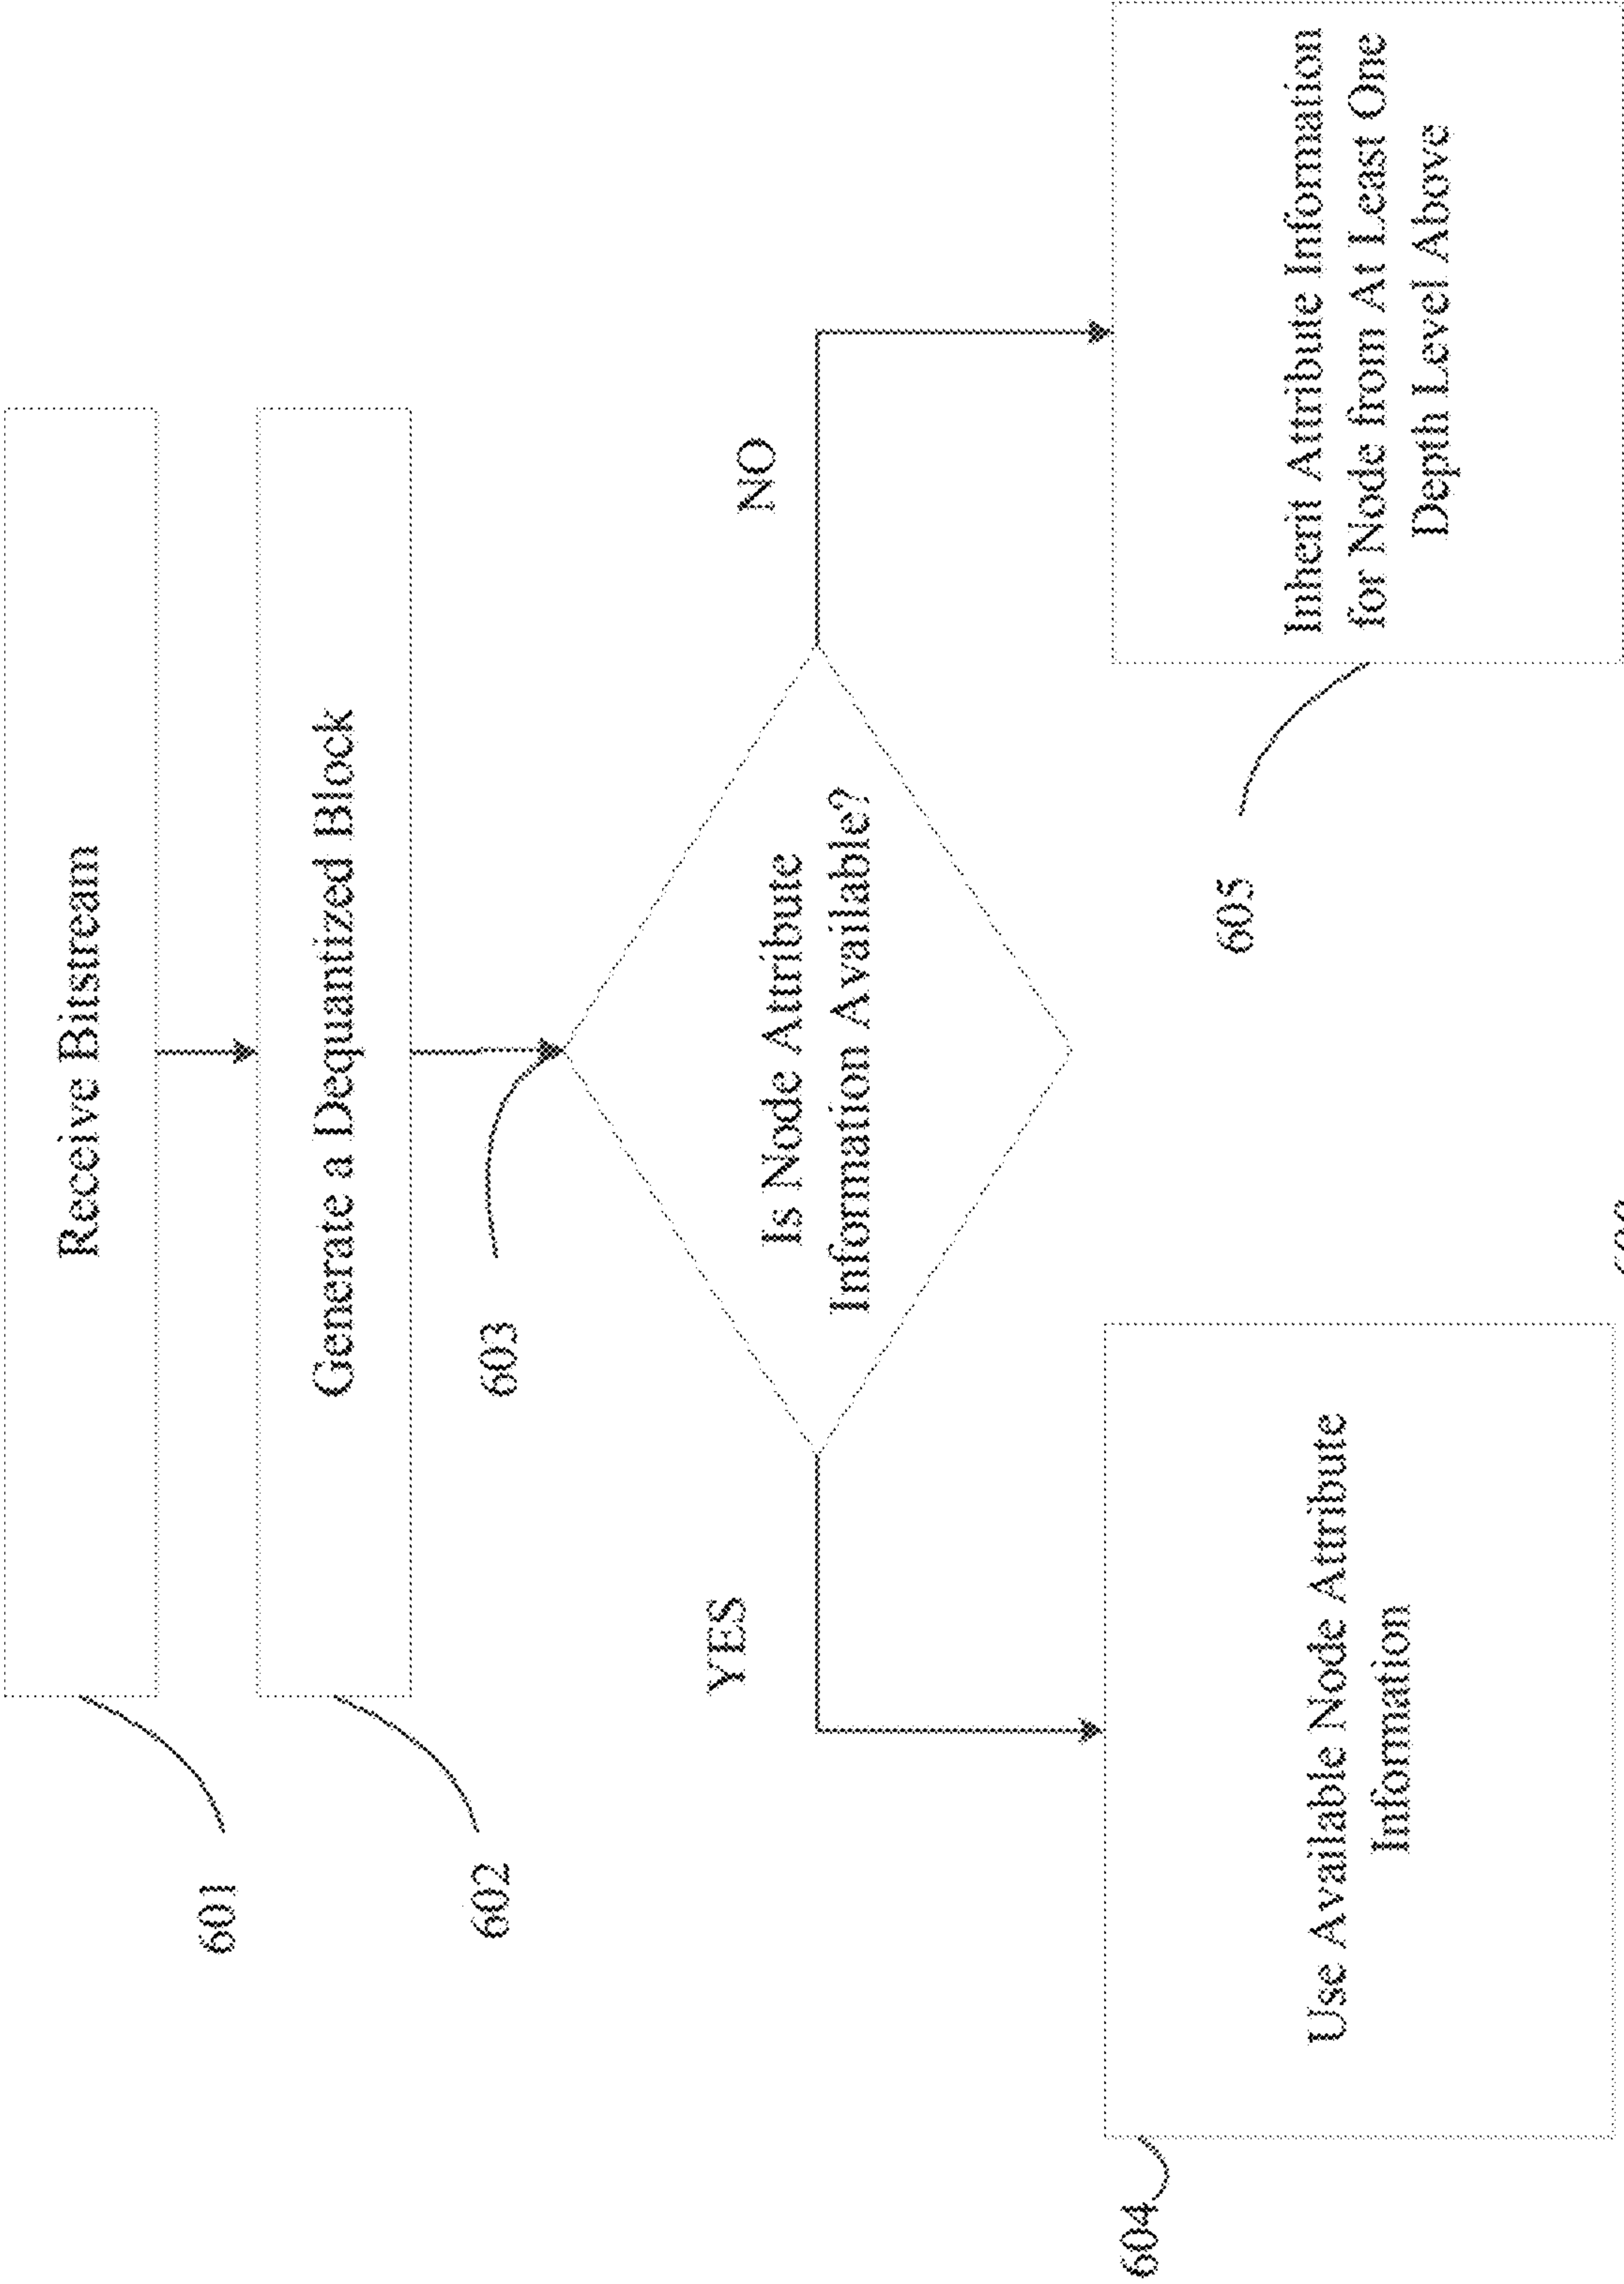 Receive Bitstream
601
Generate a Dequantized Block
602
603
Is Node Attribute
Information Available?
YES
NO
Use Available Node Attribute
Information
604
Inherit Attribute Information
for Node from At Least One
Depth Level Above
605